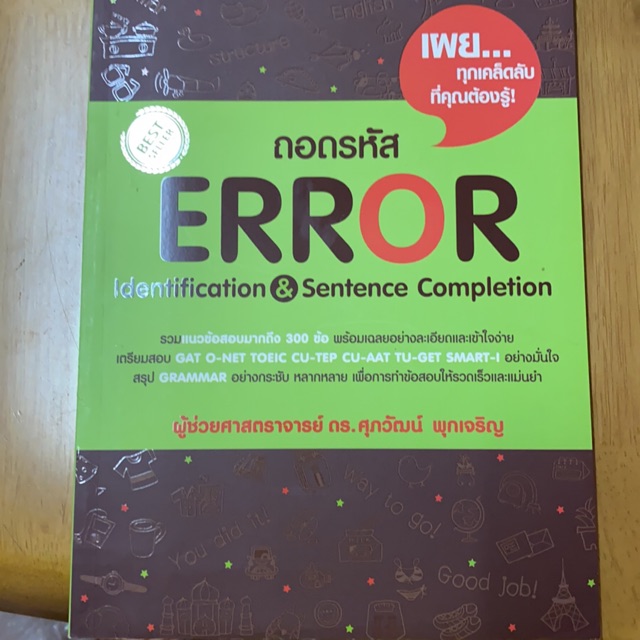 English
structure
เผย...
ทุกเคล็ดลับ
ที่คุณต้องรู้!
BEST
SELLER
ถอดรหัส
ERROR
Identification & Sentence Completion
รวมแนวข้อสอบมากถึง 300 ข้อ พร้อมเฉลยอย่างละเอียดและเข้าใจง่าย
เตรียมสอบ GAT O-NET TOEIC CU-TEP CU-AAT TU-GET SMART-I อย่างมั่นใจ
สรุป GRAMMAR อย่างกระชับ หลากหลาย เพื่อการทำข้อสอบให้รวดเร็วและแม่นยำ
ผู้ช่วยศาสตราจารย์ ดร.ศุภวัฒน์ พุกเจริญ
Way to go!
You did it!
Good Job!